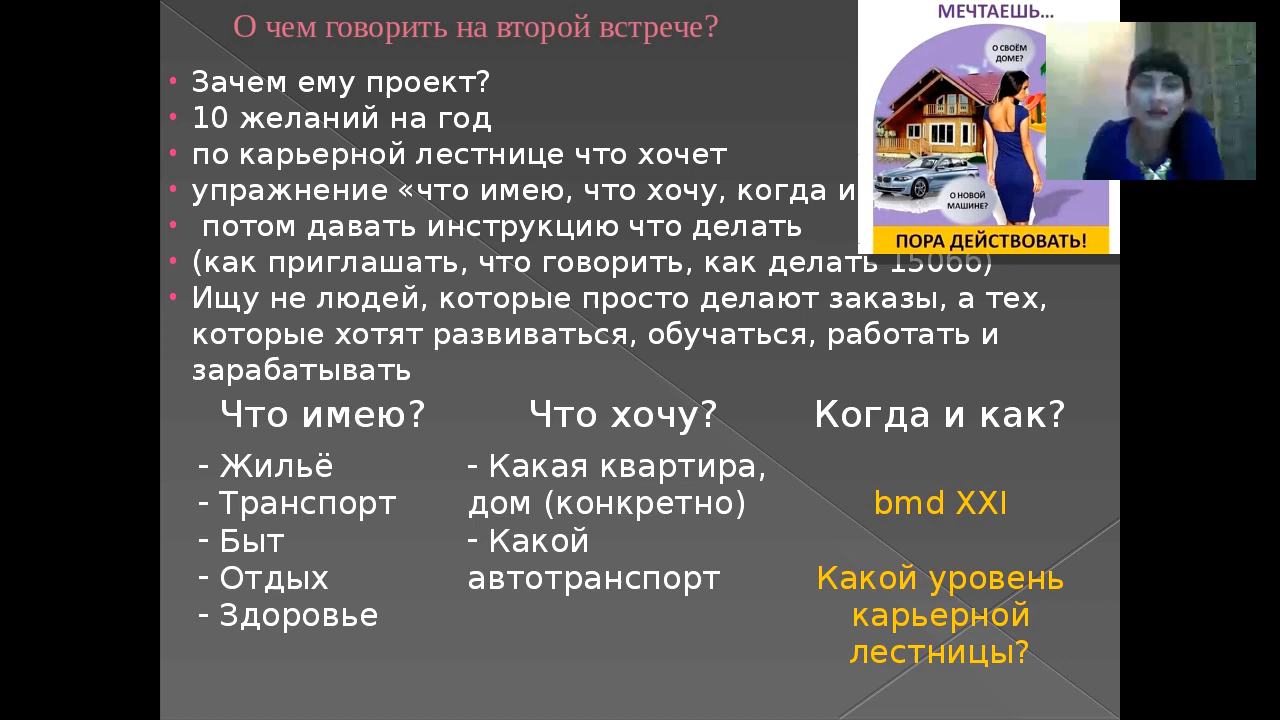 О чем говорить на второй встрече?
МЕЧТАЕШЬ...
О СВОЁМ
ДОМЕ?
О НОВОЙ
МАШИНЕ?
ПОРА ДЕЙСТВОВАТЬ!
• Зачем ему проект?
• 10 желаний на год
• по карьерной лестнице что хочет
• упражнение «что имею, что хочу, когда и
• потом давать инструкцию что делать
• (как приглашать, что говорить, как делать 150бб)
• Ищу не людей, которые просто делают заказы, а тех,
которые хотят развиваться, обучаться, работать и
зарабатывать
Что имею? Что хочу? Когда и как?
- Жильё
- Транспорт
- Быт
- Отдых
- Здоровье
- Какая квартира,
дом (конкретно)
- Какой
автотранспорт
bmd XXI
Какой уровень
карьерной
лестницы?